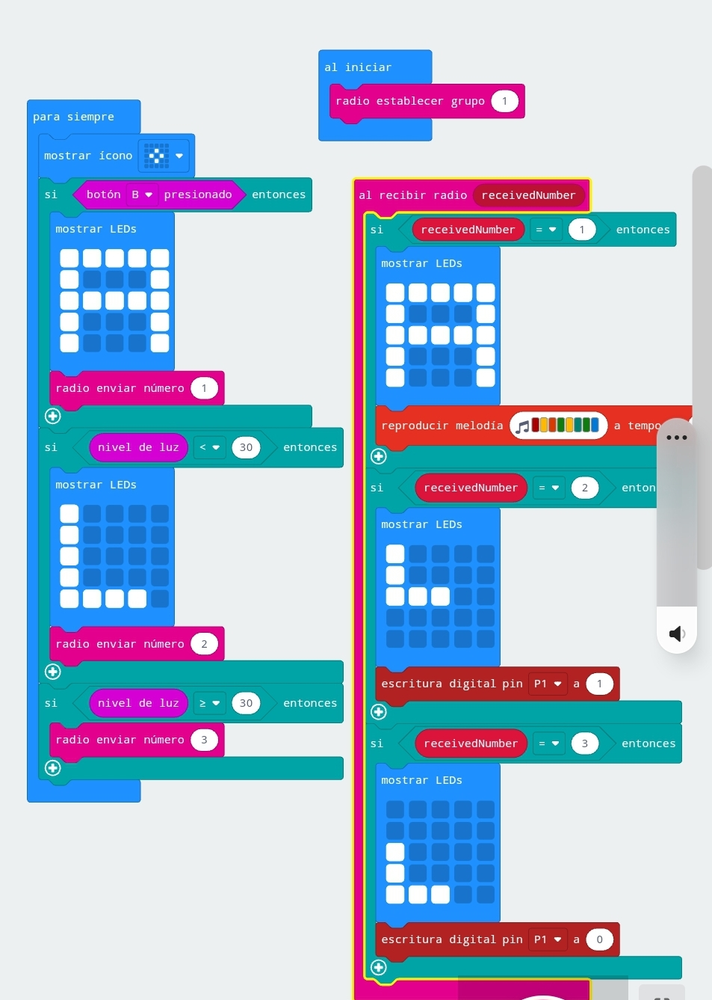 al iniciar
radio establecer grupo 1
para siempre
mostrar ícono
si botón B presionado entonces
mostrar LEDs
radio enviar número 1
si nivel de luz < 30 entonces
mostrar LEDs
radio enviar número 2
si nivel de luz ≥ 30 entonces
radio enviar número 3
al recibir radio receivedNumber
si receivedNumber = 1 entonces
mostrar LEDs
reproducir melodía a tempo
si receivedNumber = 2 enton
mostrar LEDs
escritura digital pin P1 a 1
si receivedNumber = 3 entonces
mostrar LEDs
escritura digital pin P1 a 0